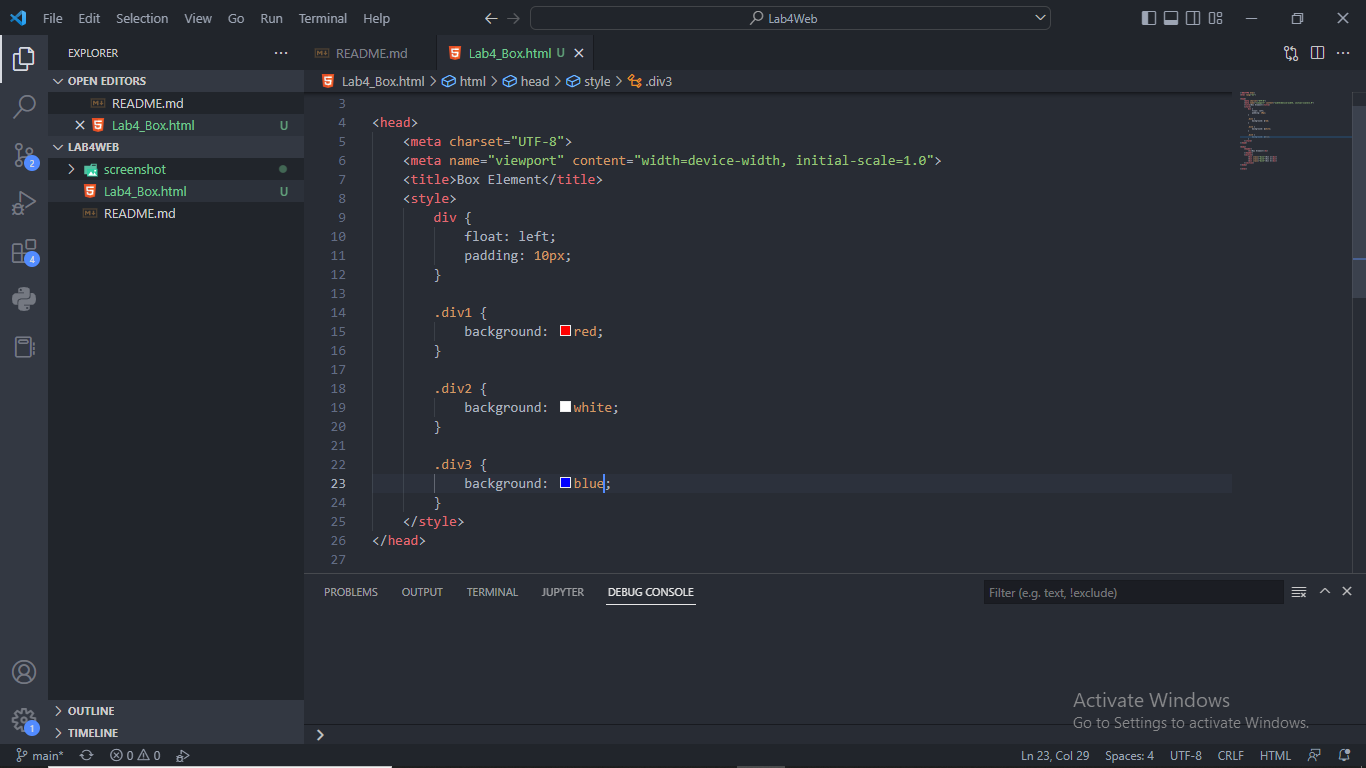 File Edit Selection View Go Run Terminal Help
Lab4Web
EXPLORER
OPEN EDITORS
README.md
Lab4_Box.html U
LAB4WEB
screenshot
Lab4_Box.html U
README.md
2
4
1
OUTLINE
TIMELINE
README.md
Lab4_Box.html U
Lab4_Box.html > html > head > style > .div3
3
4 <head>
5 <meta charset="UTF-8">
6 <meta name="viewport" content="width=device-width, initial-scale=1.0">
7 <title>Box Element</title>
8 <style>
9 div {
10 float: left;
11 padding: 10px;
12 }
13
14 .div1 {
15 background: red;
16 }
17
18 .div2 {
19 background: white;
20 }
21
22 .div3 {
23 background: blue;
24 }
25 </style>
26 </head>
27
PROBLEMS OUTPUT TERMINAL JUPYTER DEBUG CONSOLE
Filter (e.g. text, !exclude)
Activate Windows
Go to Settings to activate Windows.
main* 0 0 Ln 23, Col 29 Spaces: 4 UTF-8 CRLF HTML